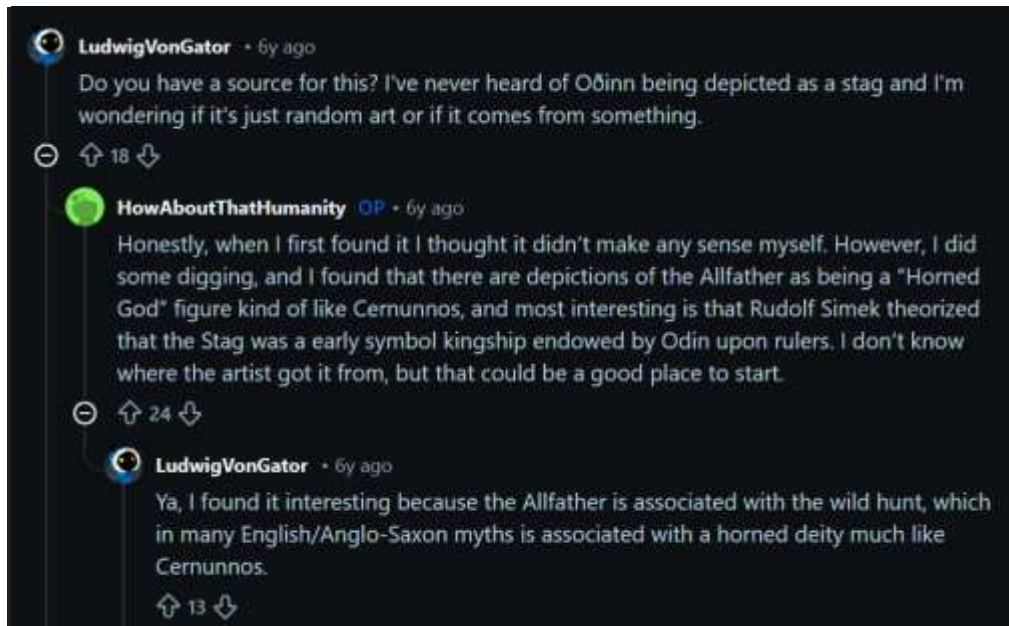 LudwigVonGator • 6y ago
Do you have a source for this? I've never heard of Oðinn being depicted as a stag and I'm
wondering if it's just random art or if it comes from something.
18
HowAboutThatHumanity OP • 6y ago
Honestly, when I first found it I thought it didn't make any sense myself. However, I did
some digging, and I found that there are depictions of the Allfather as being a "Horned
God" figure kind of like Cernunnos, and most interesting is that Rudolf Simek theorized
that the Stag was a early symbol kingship endowed by Odin upon rulers. I don't know
where the artist got it from, but that could be a good place to start.
24
LudwigVonGator • 6y ago
Ya, I found it interesting because the Allfather is associated with the wild hunt, which
in many English/Anglo-Saxon myths is associated with a horned deity much like
Cernunnos.
13